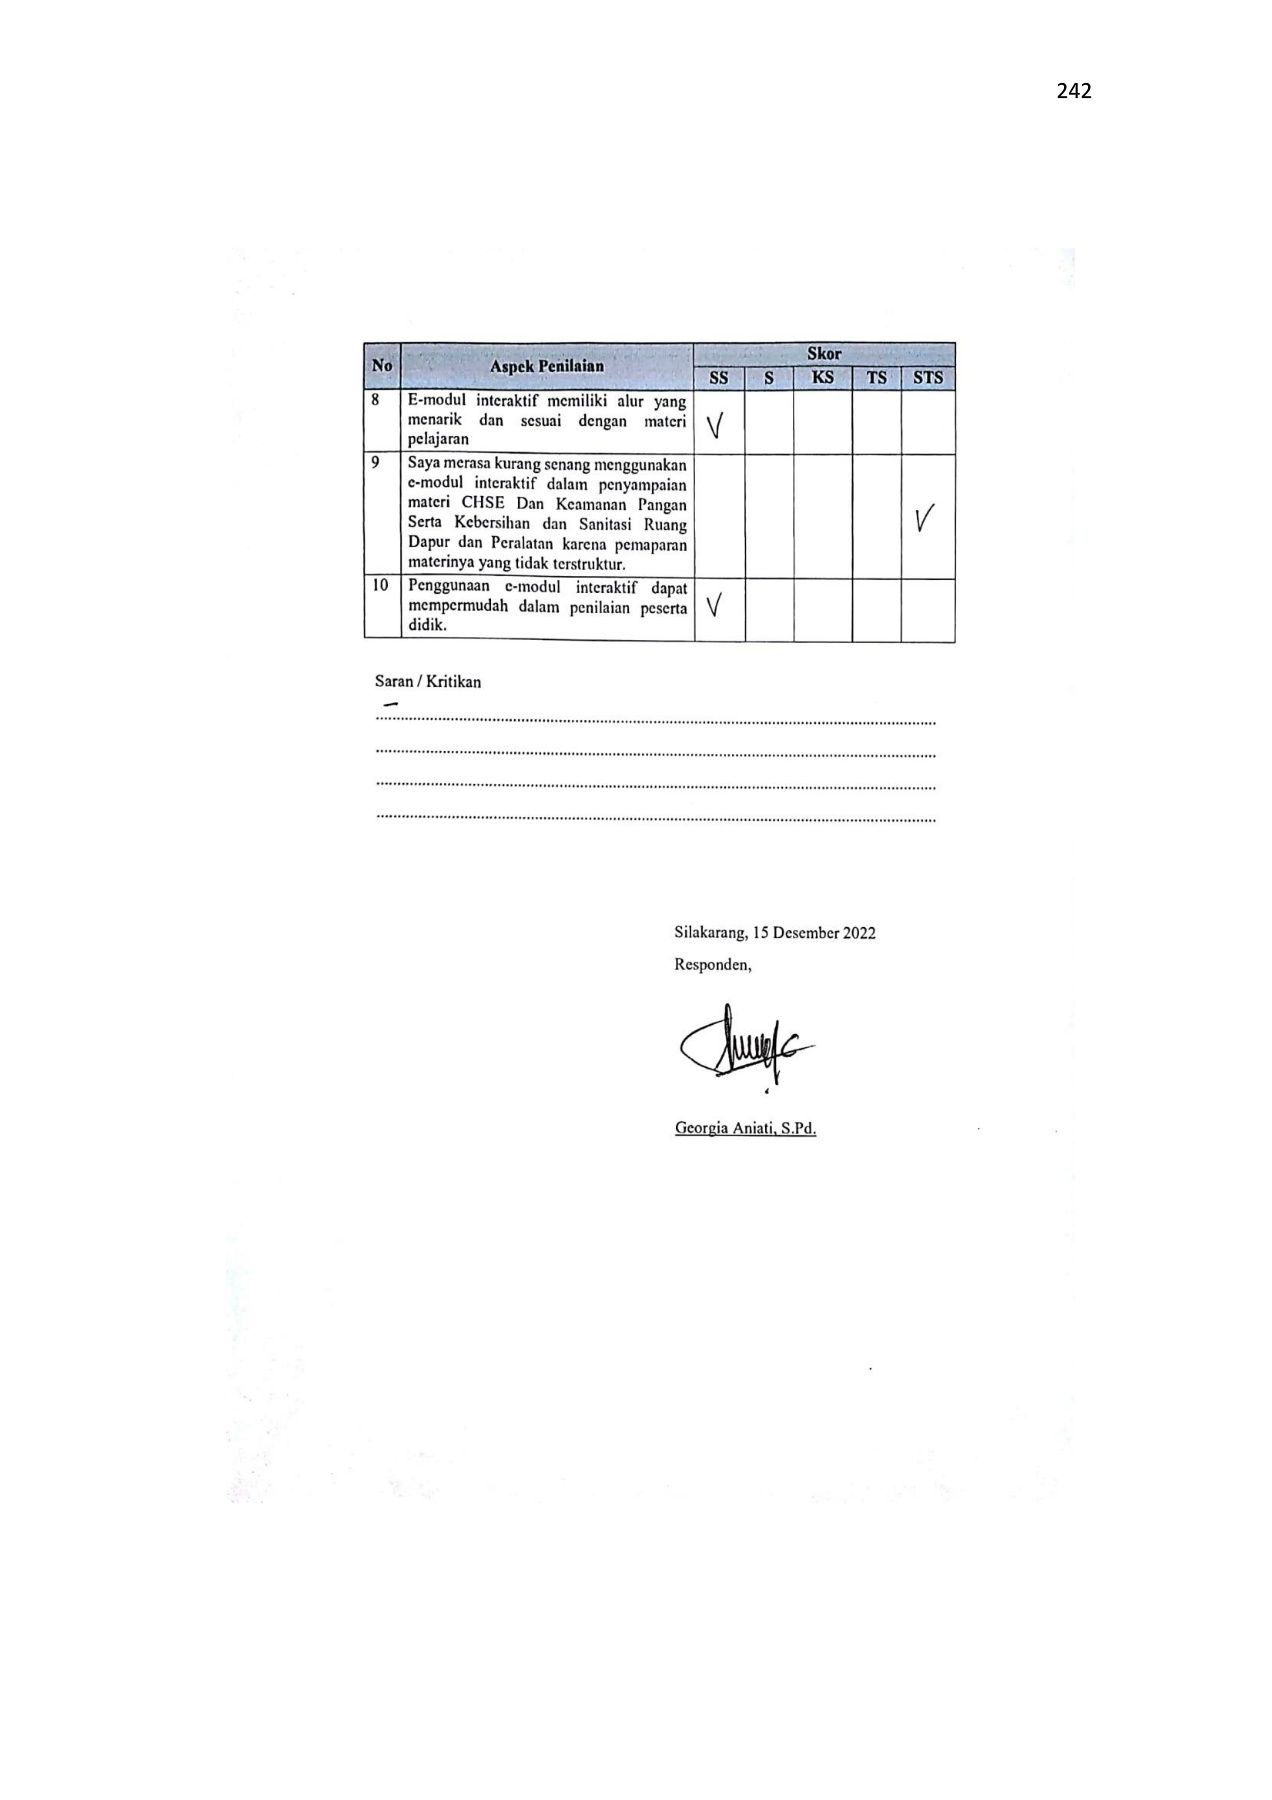 242
No Aspek Penilaian Skor
SS S KS TS STS
8 E-modul interaktif memiliki alur yang
menarik dan sesuai dengan materi
pelajaran
V
9 Saya merasa kurang senang menggunakan
e-modul interaktif dalam penyampaian
materi CHSE Dan Keamanan Pangan
Serta Kebersihan dan Sanitasi Ruang
Dapur dan Peralatan karena pemaparan
materinya yang tidak terstruktur.
V
10 Penggunaan e-modul interaktif dapat
mempermudah dalam penilaian peserta
didik.
V
Saran / Kritikan
-
Silakarang, 15 Desember 2022
Responden,
Georgia Aniati, S.Pd.